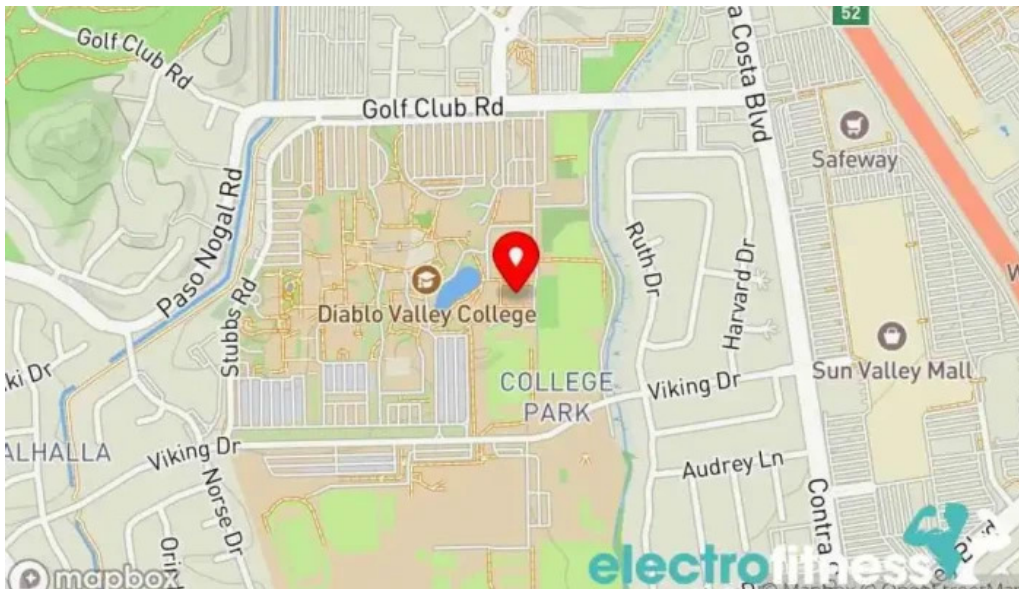 52
Golf Club Rd
a Costa Blvd
Golf Club Rd
Safeway
Paso Nogal Rd
Ruth Dr
Harvard Dr
Stubbs Rd
Diablo Valley College
Sun Valley Mall
COLLEGE
PARK
Viking Dr
ki Dr
ALHALLA
Viking Dr
Audrey Ln
Norse Dr
Contra
electrofitness
mapbox